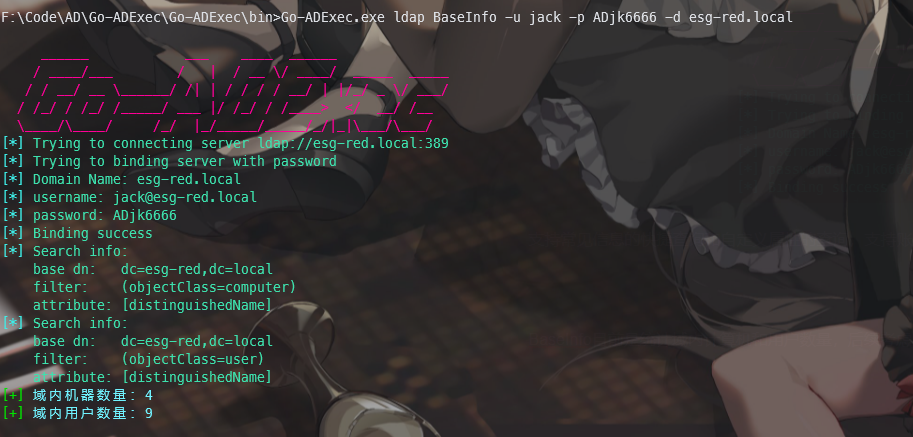 F:\Code\AD\Go-ADExec\Go-ADExec\bin>Go-ADExec.exe ldap BaseInfo -u jack -p ADjk6666 -d esg-red.local
[*] Trying to connecting server ldap://esg-red.local:389
[*] Trying to binding server with password
[*] Domain Name: esg-red.local
[*] username: jack@esg-red.local
[*] password: ADjk6666
[*] Binding success
[*] Search info:
base dn: dc=esg-red,dc=local
filter: (objectClass=computer)
attribute: [distinguishedName]
[*] Search info:
base dn: dc=esg-red,dc=local
filter: (objectClass=user)
attribute: [distinguishedName]
[+] 域内机器数量: 4
[+] 域内用户数量: 9